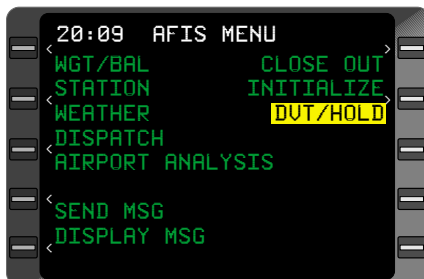 20:09 AFIS MENU
<
>
WGT/BAL CLOSE OUT
<STATION INITIALIZE>
WEATHER DVT/HOLD
<DISPATCH
AIRPORT ANALYSIS
<
SEND MSG
<DISPLAY MSG